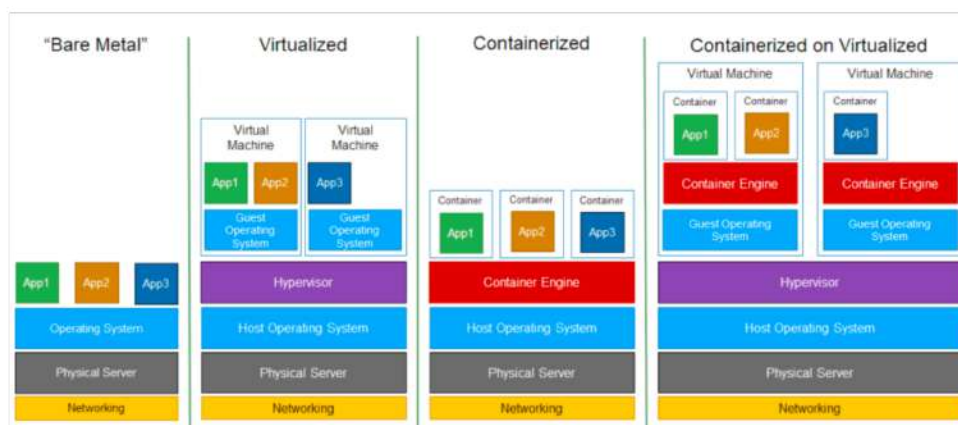 “Bare Metal”
App1
App2
App3
Operating System
Physical Server
Networking
Virtualized
Virtual
Machine
App1
App2
Guest
Operating
System
Virtual
Machine
App3
Guest
Operating
System
Hypervisor
Host Operating System
Physical Server
Networking
Containerized
Container
App1
Container
App2
Container
App3
Container Engine
Host Operating System
Physical Server
Networking
Containerized on Virtualized
Virtual Machine
Container
App1
Container
App2
Container Engine
Guest Operating
System
Virtual Machine
Container
App3
Container Engine
Guest Operating
System
Hypervisor
Host Operating System
Physical Server
Networking